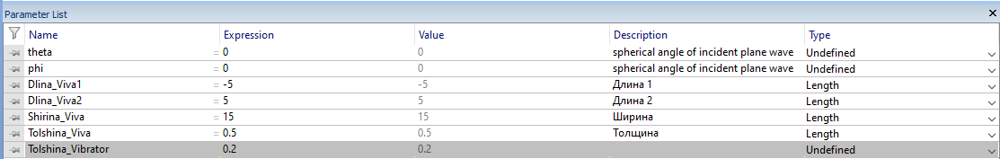 Parameter List
Name Expression Value Description Type
theta = 0 0 spherical angle of incident plane wave Undefined
phi = 0 0 spherical angle of incident plane wave Undefined
Dlina_Viva1 = -5 -5 Длина 1 Length
Dlina_Viva2 = 5 5 Длина 2 Length
Shirina_Viva = 15 15 Ширина Length
Tolshina_Viva = 0.5 0.5 Толщина Length
Tolshina_Vibrator 0.2 0.2 Undefined